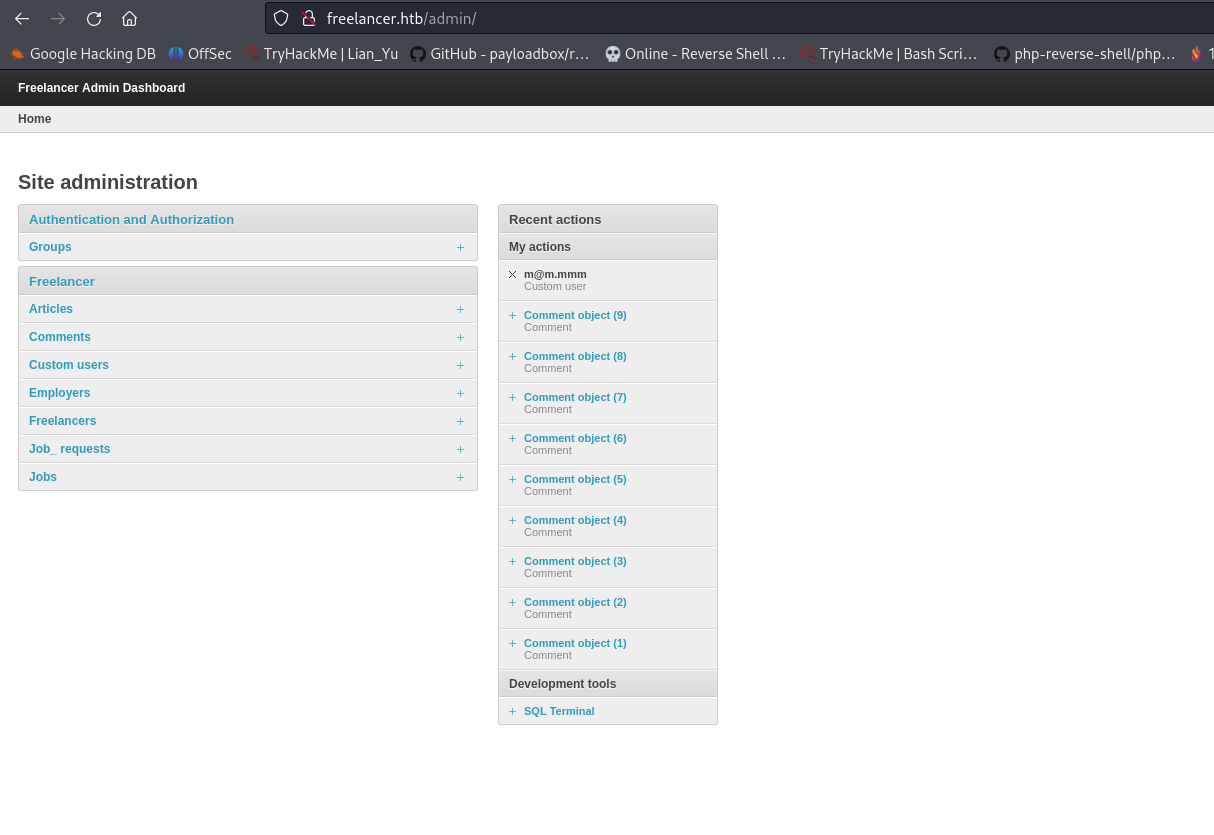 freelancer.htb/admin/
Google Hacking DB OffSec TryHackMe | Lian_Yu GitHub - payloadbox/r… Online - Reverse Shell … TryHackMe | Bash Scri… php-reverse-shell/php… 1
Freelancer Admin Dashboard
Home
Site administration
Authentication and Authorization
Groups +
Freelancer
Articles +
Comments +
Custom users +
Employers +
Freelancers +
Job_ requests +
Jobs +
Recent actions
My actions
m@m.mmm
Custom user
+ Comment object (9)
Comment
+ Comment object (8)
Comment
+ Comment object (7)
Comment
+ Comment object (6)
Comment
+ Comment object (5)
Comment
+ Comment object (4)
Comment
+ Comment object (3)
Comment
+ Comment object (2)
Comment
+ Comment object (1)
Comment
Development tools
+ SQL Terminal